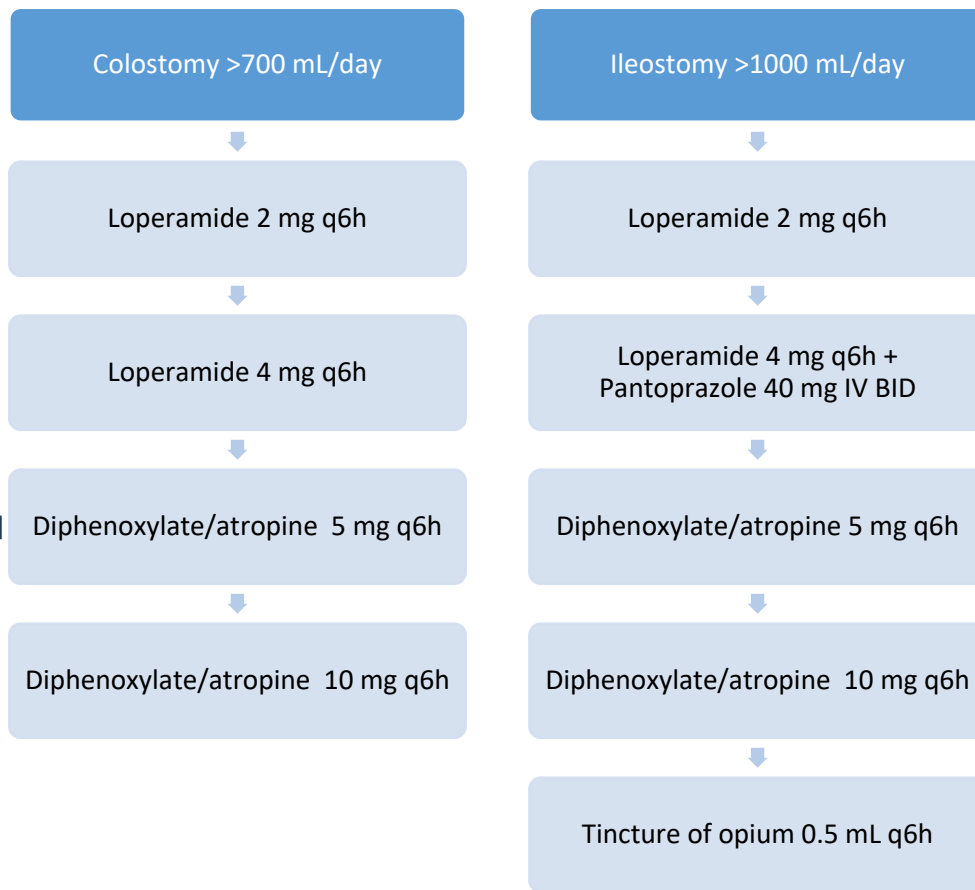 Colostomy >700 mL/day
Loperamide 2 mg q6h
Loperamide 4 mg q6h
Diphenoxylate/atropine 5 mg q6h
Diphenoxylate/atropine 10 mg q6h
Ileostomy >1000 mL/day
Loperamide 2 mg q6h
Loperamide 4 mg q6h +
Pantoprazole 40 mg IV BID
Diphenoxylate/atropine 5 mg q6h
Diphenoxylate/atropine 10 mg q6h
Tincture of opium 0.5 mL q6h